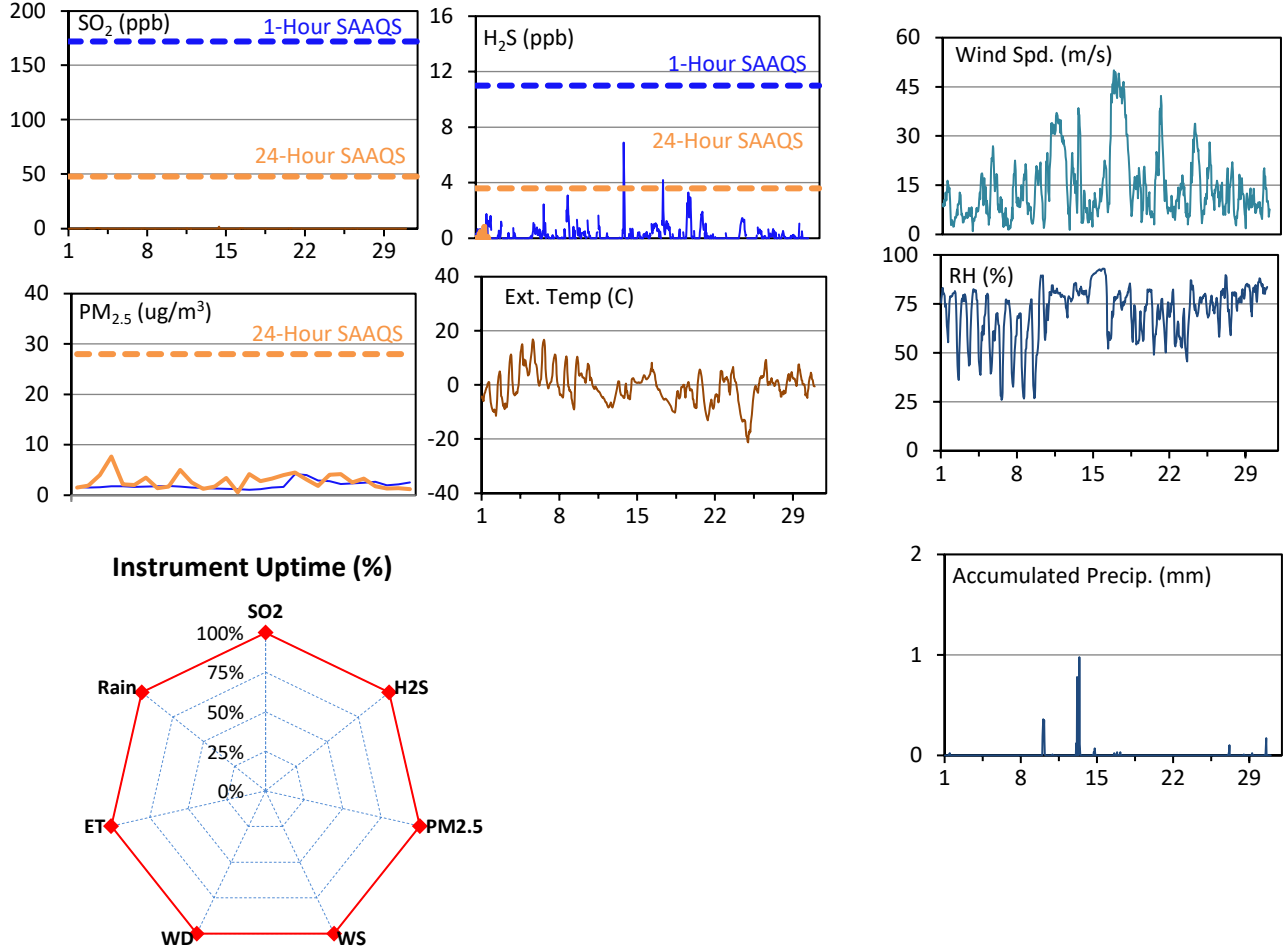 SO2 (ppb)
200
150
100
50
0
1-Hour SAAQS
24-Hour SAAQS
1 8 15 22 29
H2S (ppb)
16
12
8
4
0
1-Hour SAAQS
24-Hour SAAQS
Wind Spd. (m/s)
60
45
30
15
0
PM2.5 (ug/m3)
40
30
20
10
0
24-Hour SAAQS
Ext. Temp (C)
40
20
0
-20
-40
1 8 15 22 29
RH (%)
100
75
50
25
0
1 8 15 22 29
Instrument Uptime (%)
SO2
H2S
PM2.5
WS
WD
ET
Rain
100%
75%
50%
25%
0%
Accumulated Precip. (mm)
2
1
0
1 8 15 22 29